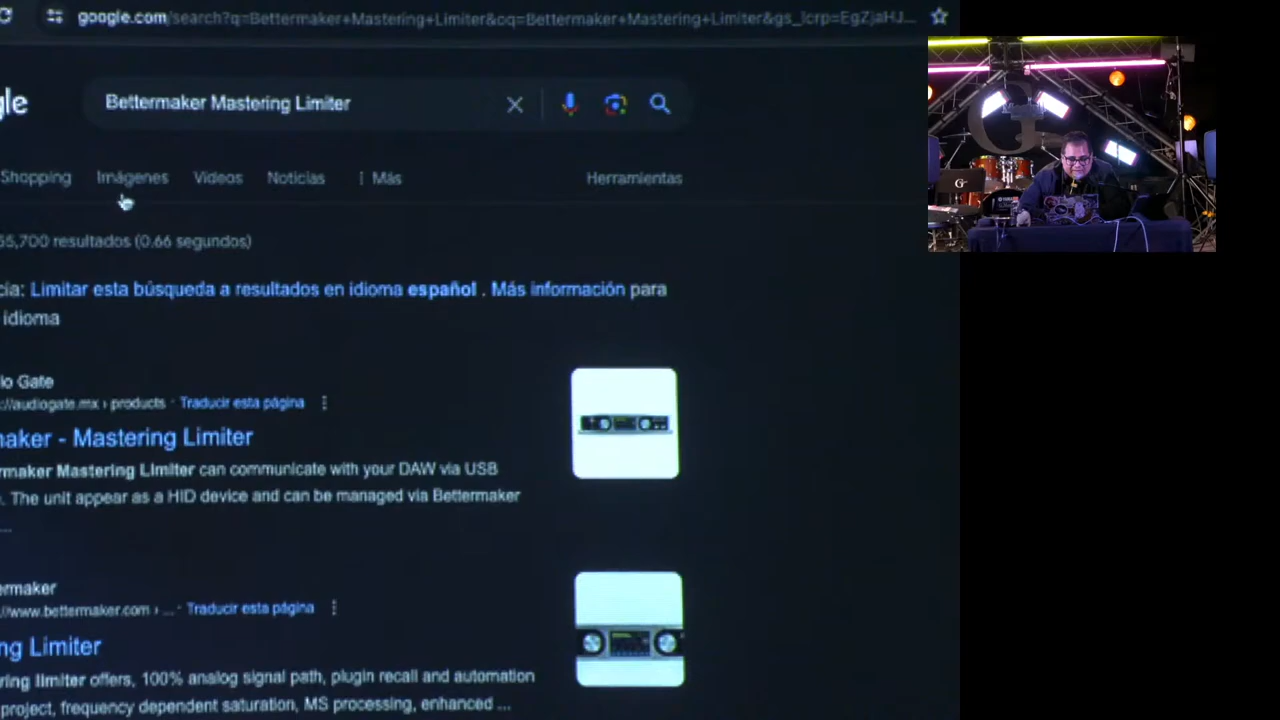 google.com/search?q=Bettermaker+Mastering+Limiter&oq=Bettermaker+Mastering+Limiter&gs_lcrp=EgZjaHJ...
gle
Bettermaker Mastering Limiter
Shopping Imágenes Videos Noticias Más Herramientas
55,700 resultados (0.66 segundos)
cia: Limitar esta búsqueda a resultados en idioma español . Más información para
idioma
io Gate
://audiogate.mx › products · Traducir esta página
maker - Mastering Limiter
rmaker Mastering Limiter can communicate with your DAW via USB
. The unit appear as a HID device and can be managed via Bettermaker
...
ermaker
://www.bettermaker.com › ... · Traducir esta página
ng Limiter
ring limiter offers, 100% analog signal path, plugin recall and automation
project, frequency dependent saturation, MS processing, enhanced ...
G